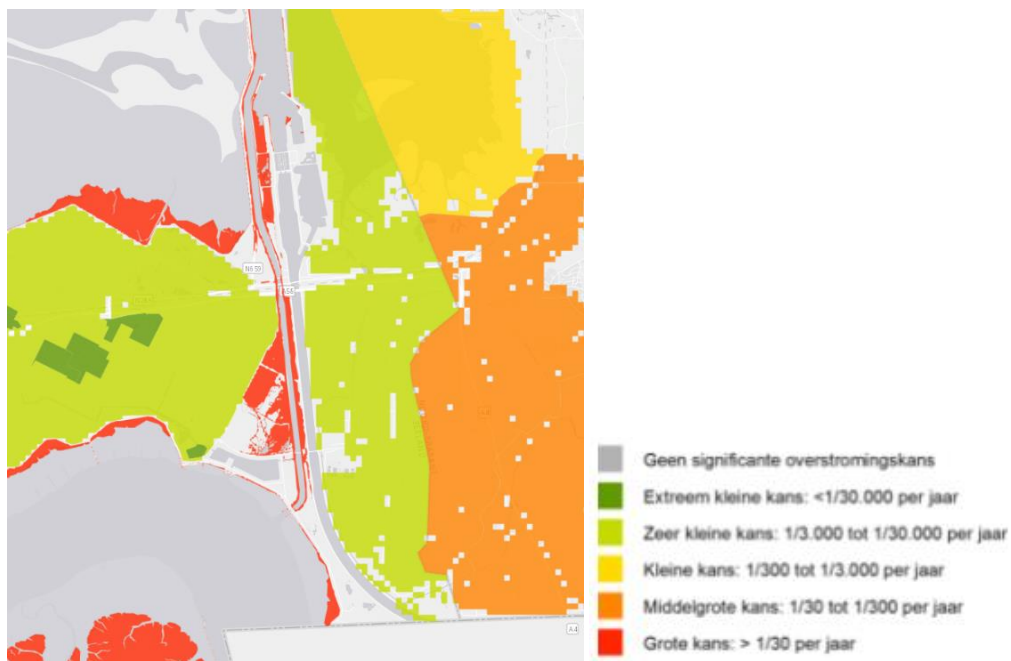 N659
Geen significante overstromingskans
Extreem kleine kans: <1/30.000 per jaar
Zeer kleine kans: 1/3.000 tot 1/30.000 per jaar
Kleine kans: 1/300 tot 1/3.000 per jaar
Middelgrote kans: 1/30 tot 1/300 per jaar
Grote kans: > 1/30 per jaar
A4